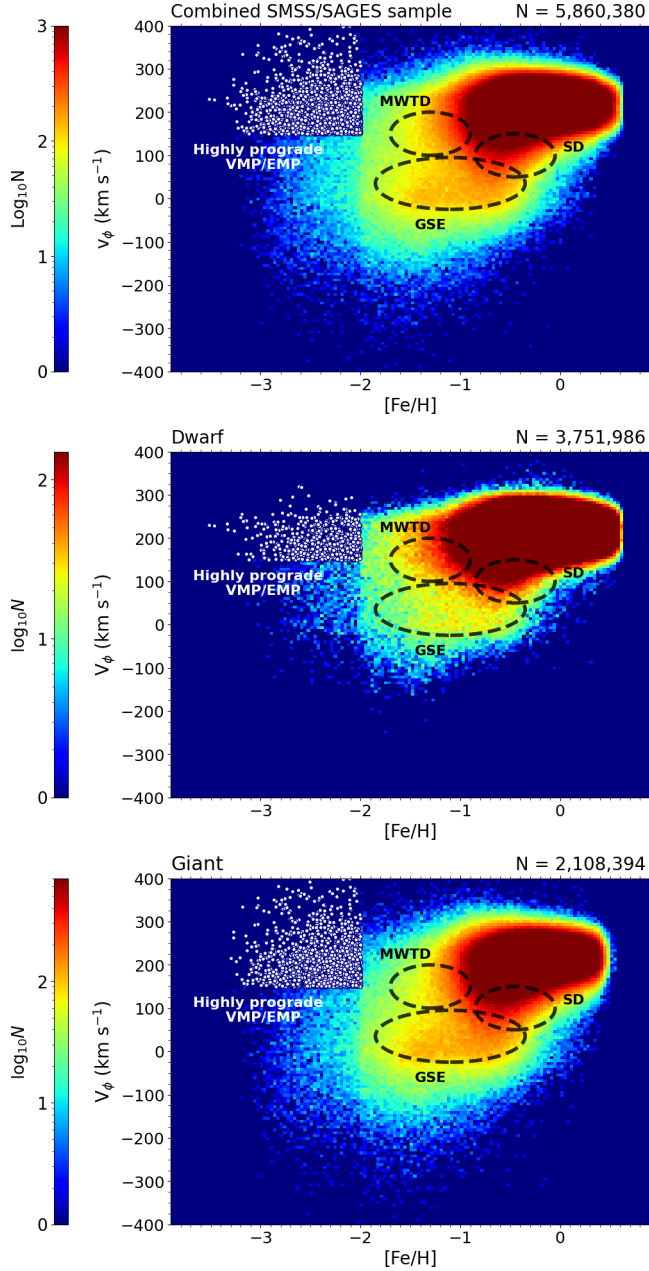 Combined SMSS/SAGES sample N = 5,860,380
3
2
1
0
Log₁₀N
400
300
200
100
0
−100
−200
−300
−400
v_ϕ (km s⁻¹)
MWTD
Highly prograde
VMP/EMP
SD
GSE
−3 −2 −1 0
[Fe/H]
Dwarf N = 3,751,986
2
1
0
log₁₀N
400
300
200
100
0
−100
−200
−300
−400
V_ϕ (km s⁻¹)
MWTD
Highly prograde
VMP/EMP
SD
GSE
−3 −2 −1 0
[Fe/H]
Giant N = 2,108,394
2
1
0
log₁₀N
400
300
200
100
0
−100
−200
−300
−400
V_ϕ (km s⁻¹)
MWTD
Highly prograde
VMP/EMP
SD
GSE
−3 −2 −1 0
[Fe/H]